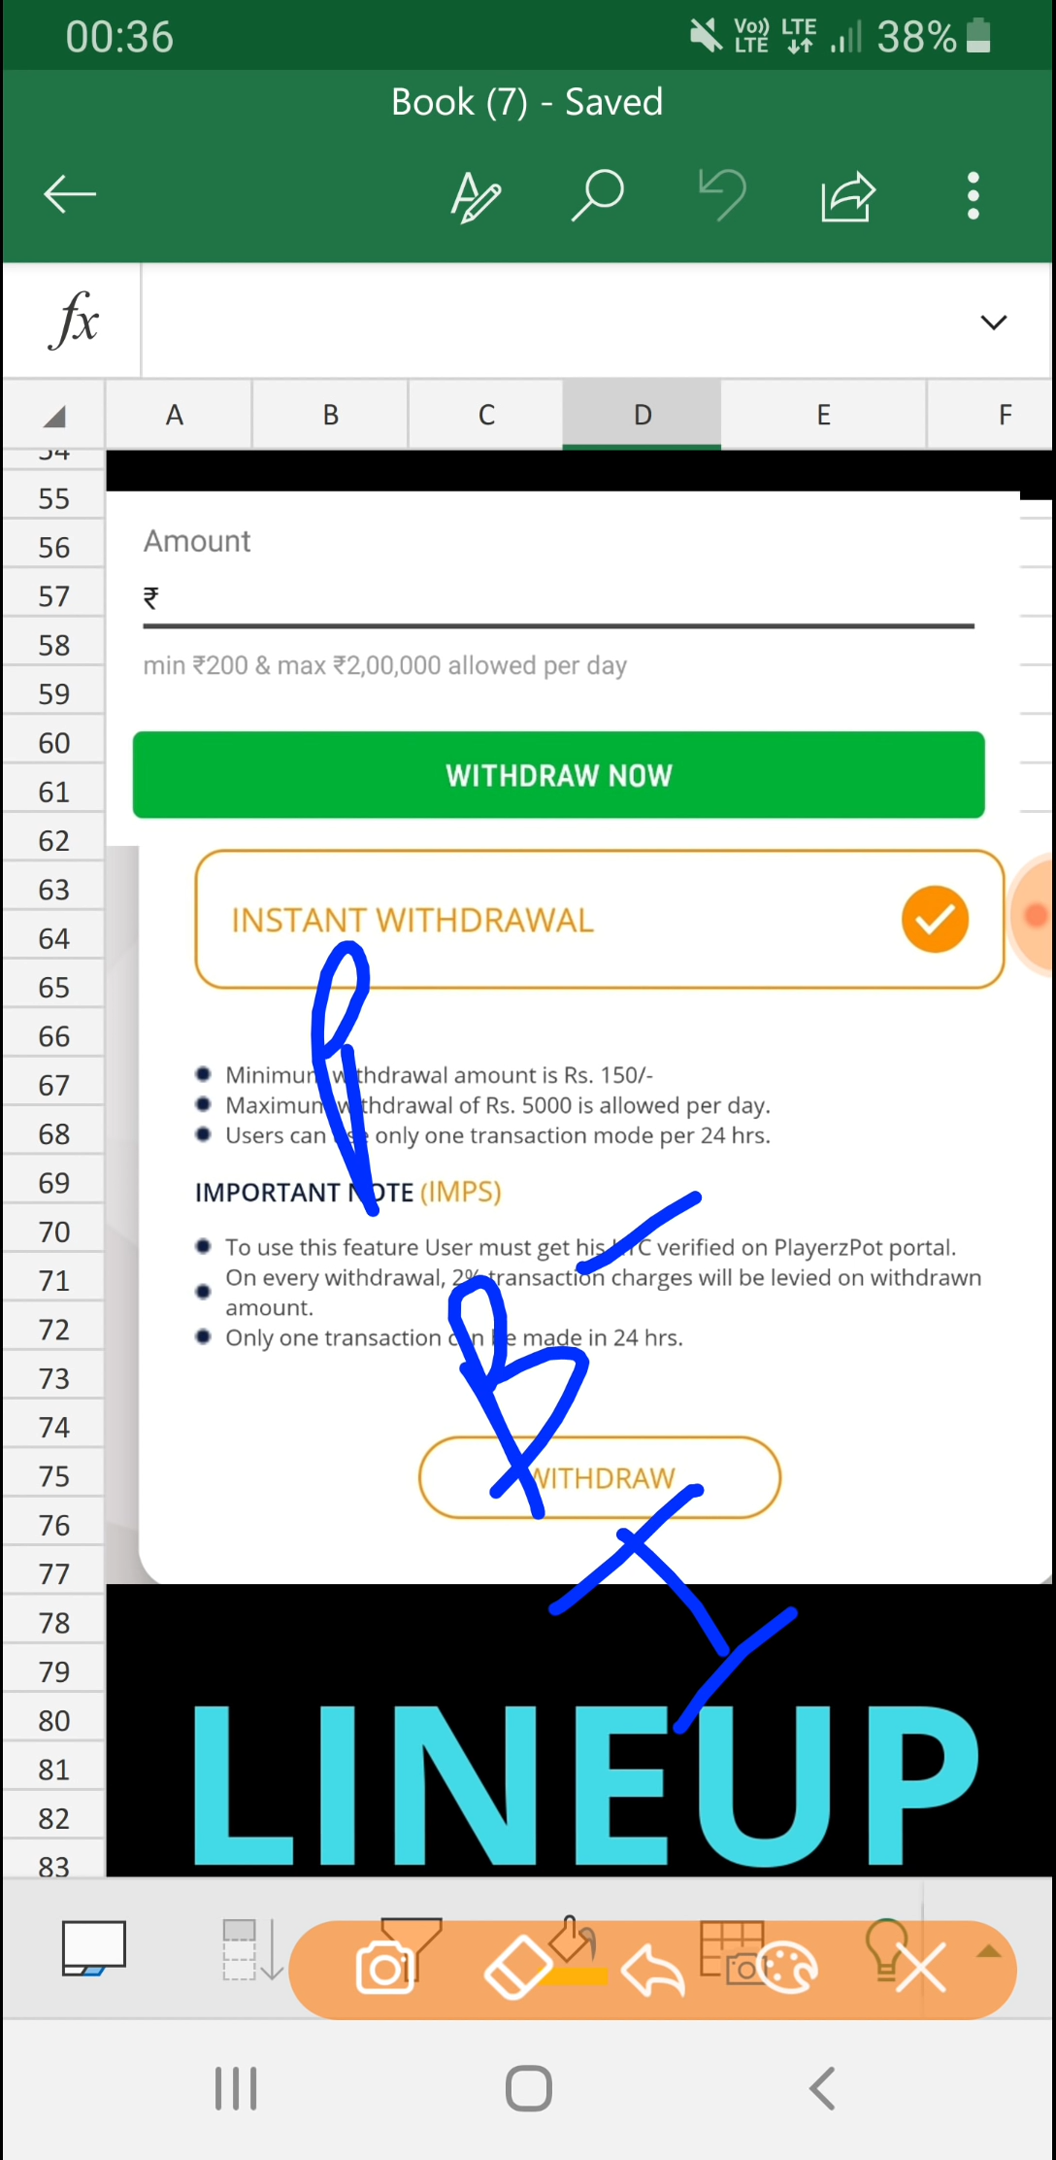 00:36
Vo)) LTE LTE 38%
Book (7) - Saved
fx
A B C D E F
54
55
56
57
58
59
60
61
62
63
64
65
66
67
68
69
70
71
72
73
74
75
76
77
78
79
80
81
82
83
Amount
₹
min ₹200 & max ₹2,00,000 allowed per day
WITHDRAW NOW
INSTANT WITHDRAWAL
Minimum withdrawal amount is Rs. 150/-
Maximum withdrawal of Rs. 5000 is allowed per day.
Users can use only one transaction mode per 24 hrs.
IMPORTANT NOTE (IMPS)
To use this feature User must get his KYC verified on PlayerzPot portal.
On every withdrawal, 2% transaction charges will be levied on withdrawn
amount.
Only one transaction can be made in 24 hrs.
WITHDRAW
LINEUP